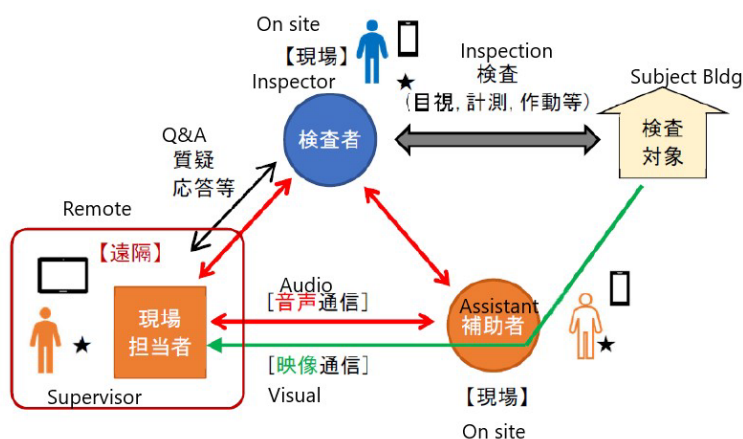 On site
【現場】
Inspector
検査者
Inspection
検査
(目視, 計測, 作動等)
Subject Bldg
検査
対象
Q&A
質疑
応答等
Remote
【遠隔】
現場
担当者
Supervisor
Audio
[音声通信]
[映像通信]
Visual
Assistant
補助者
【現場】
On site